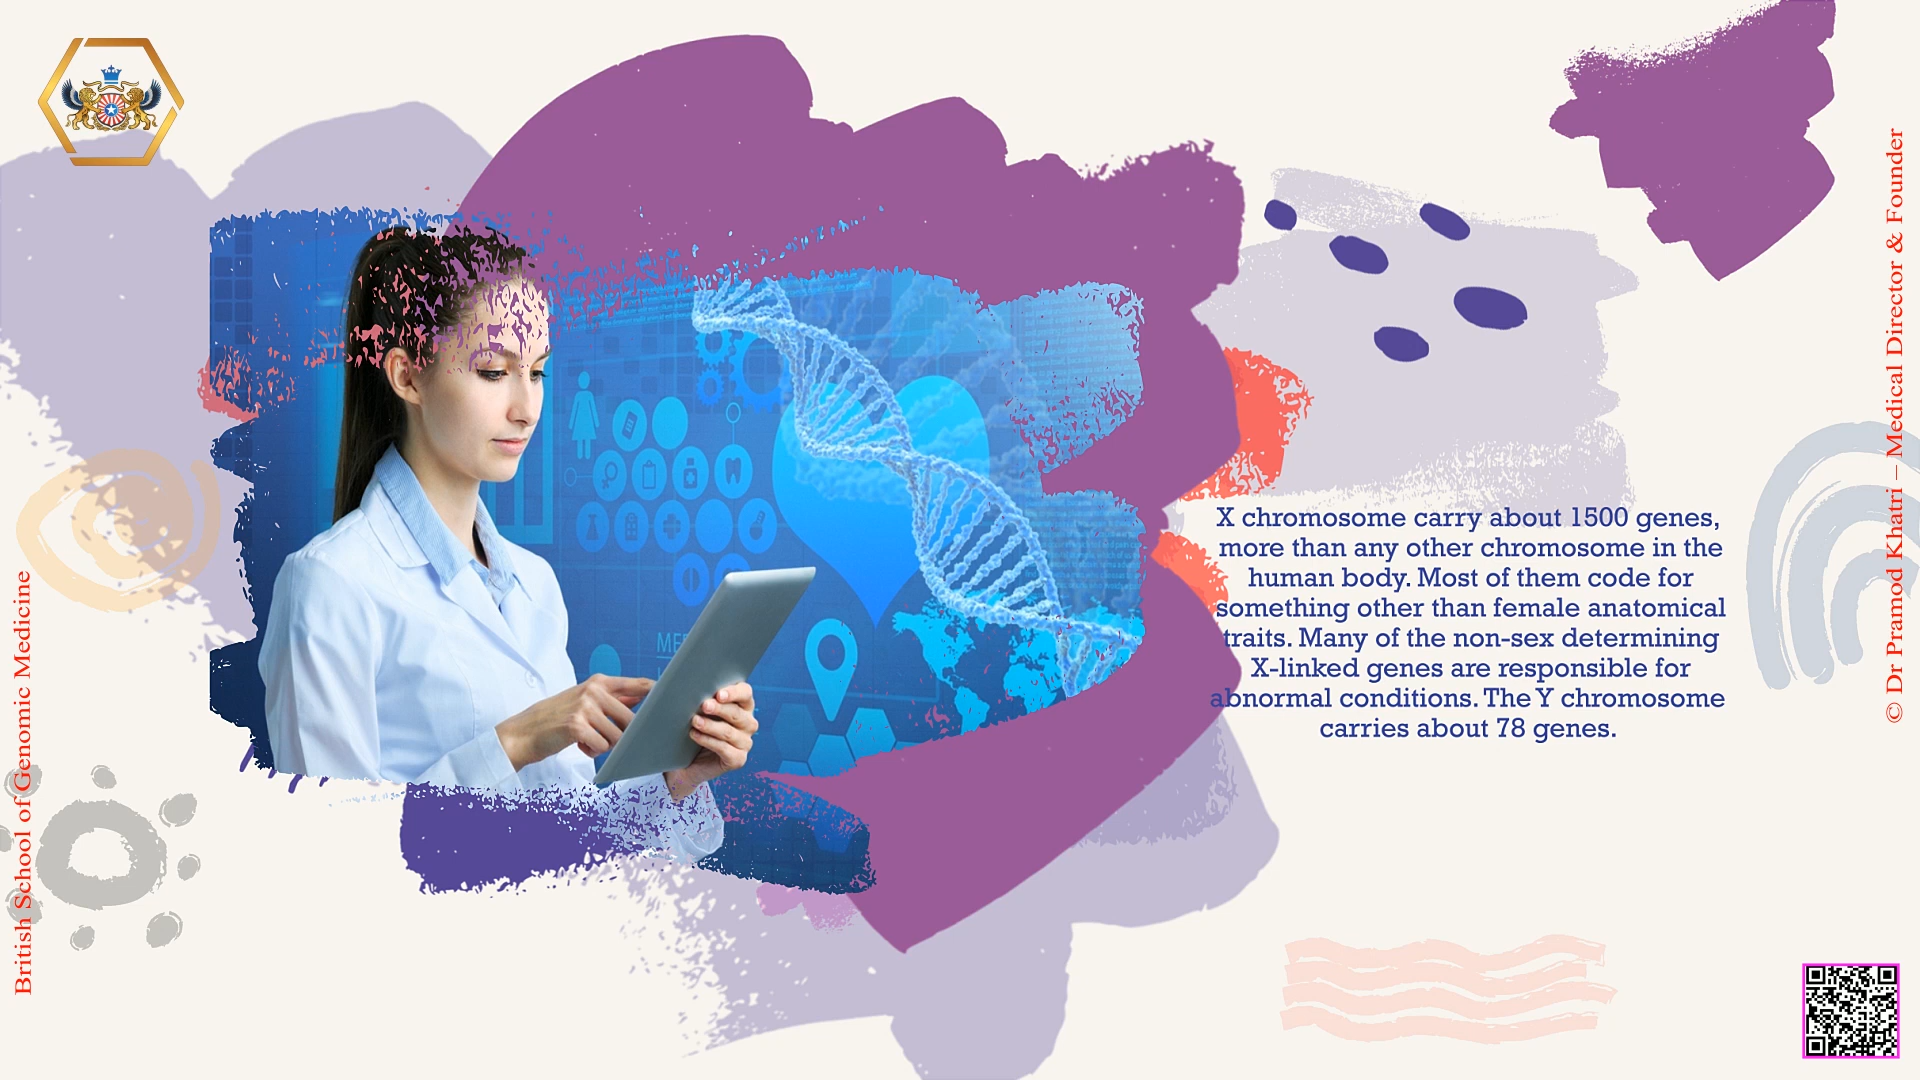 X chromosome carry about 1500 genes,
more than any other chromosome in the
human body. Most of them code for
something other than female anatomical
traits. Many of the non-sex determining
X-linked genes are responsible for
abnormal conditions. The Y chromosome
carries about 78 genes.
British School of Genomic Medicine
© Dr Pramod Khatri – Medical Director & Founder